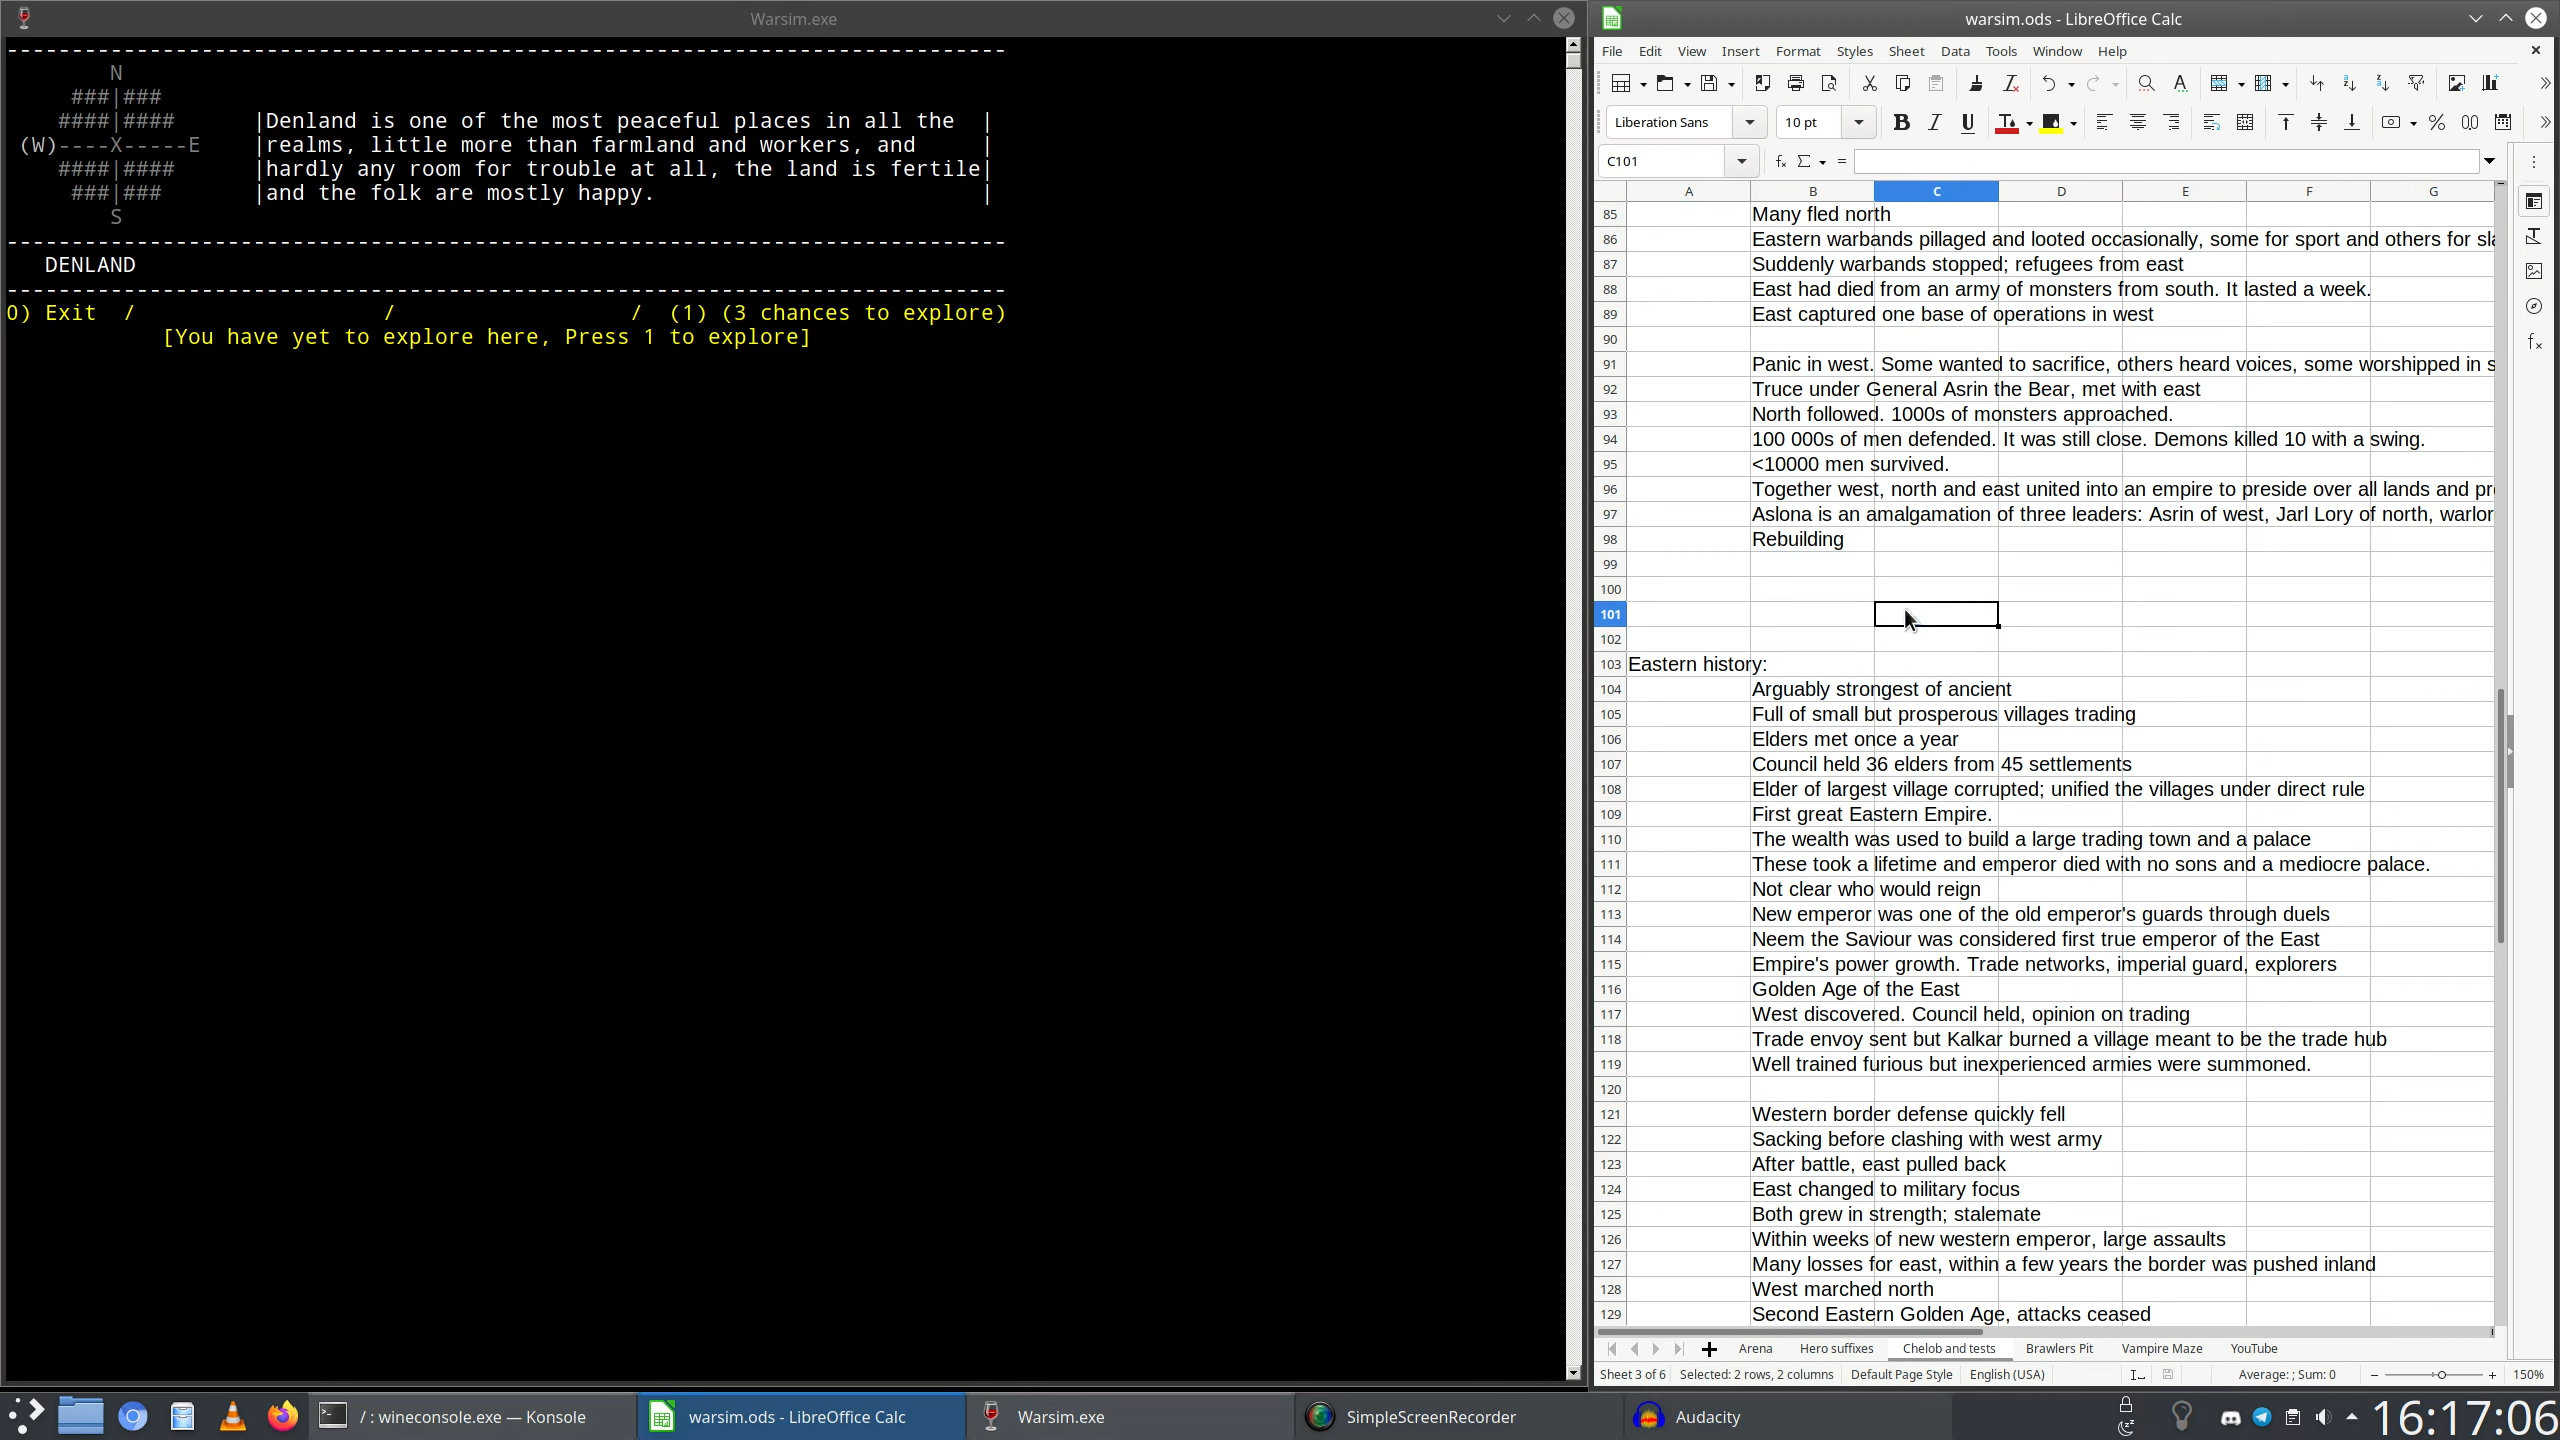 Warsim.exe
--------------------------------------------------------------------------------
N
###|###
####|####
(W)----X-----E
####|####
###|###
S
|Denland is one of the most peaceful places in all the |
|realms, little more than farmland and workers, and |
|hardly any room for trouble at all, the land is fertile|
|and the folk are mostly happy. |
--------------------------------------------------------------------------------
DENLAND
--------------------------------------------------------------------------------
0) Exit / / / (1) (3 chances to explore)
[You have yet to explore here, Press 1 to explore]
warsim.ods - LibreOffice Calc
File Edit View Insert Format Styles Sheet Data Tools Window Help
Liberation Sans 10 pt
C101
A B C D E F G
85 Many fled north
86 Eastern warbands pillaged and looted occasionally, some for sport and others for sl
87 Suddenly warbands stopped; refugees from east
88 East had died from an army of monsters from south. It lasted a week.
89 East captured one base of operations in west
90
91 Panic in west. Some wanted to sacrifice, others heard voices, some worshipped in s
92 Truce under General Asrin the Bear, met with east
93 North followed. 1000s of monsters approached.
94 100 000s of men defended. It was still close. Demons killed 10 with a swing.
95 <10000 men survived.
96 Together west, north and east united into an empire to preside over all lands and pr
97 Aslona is an amalgamation of three leaders: Asrin of west, Jarl Lory of north, warlor
98 Rebuilding
99
100
101
102
103 Eastern history:
104 Arguably strongest of ancient
105 Full of small but prosperous villages trading
106 Elders met once a year
107 Council held 36 elders from 45 settlements
108 Elder of largest village corrupted; unified the villages under direct rule
109 First great Eastern Empire.
110 The wealth was used to build a large trading town and a palace
111 These took a lifetime and emperor died with no sons and a mediocre palace.
112 Not clear who would reign
113 New emperor was one of the old emperor's guards through duels
114 Neem the Saviour was considered first true emperor of the East
115 Empire's power growth. Trade networks, imperial guard, explorers
116 Golden Age of the East
117 West discovered. Council held, opinion on trading
118 Trade envoy sent but Kalkar burned a village meant to be the trade hub
119 Well trained furious but inexperienced armies were summoned.
120
121 Western border defense quickly fell
122 Sacking before clashing with west army
123 After battle, east pulled back
124 East changed to military focus
125 Both grew in strength; stalemate
126 Within weeks of new western emperor, large assaults
127 Many losses for east, within a few years the border was pushed inland
128 West marched north
129 Second Eastern Golden Age, attacks ceased
Arena Hero suffixes Chelob and tests Brawlers Pit Vampire Maze YouTube
Sheet 3 of 6 Selected: 2 rows, 2 columns Default Page Style English (USA) Average: ; Sum: 0 150%
/ : wineconsole.exe — Konsole warsim.ods - LibreOffice Calc Warsim.exe SimpleScreenRecorder Audacity 16:17:06